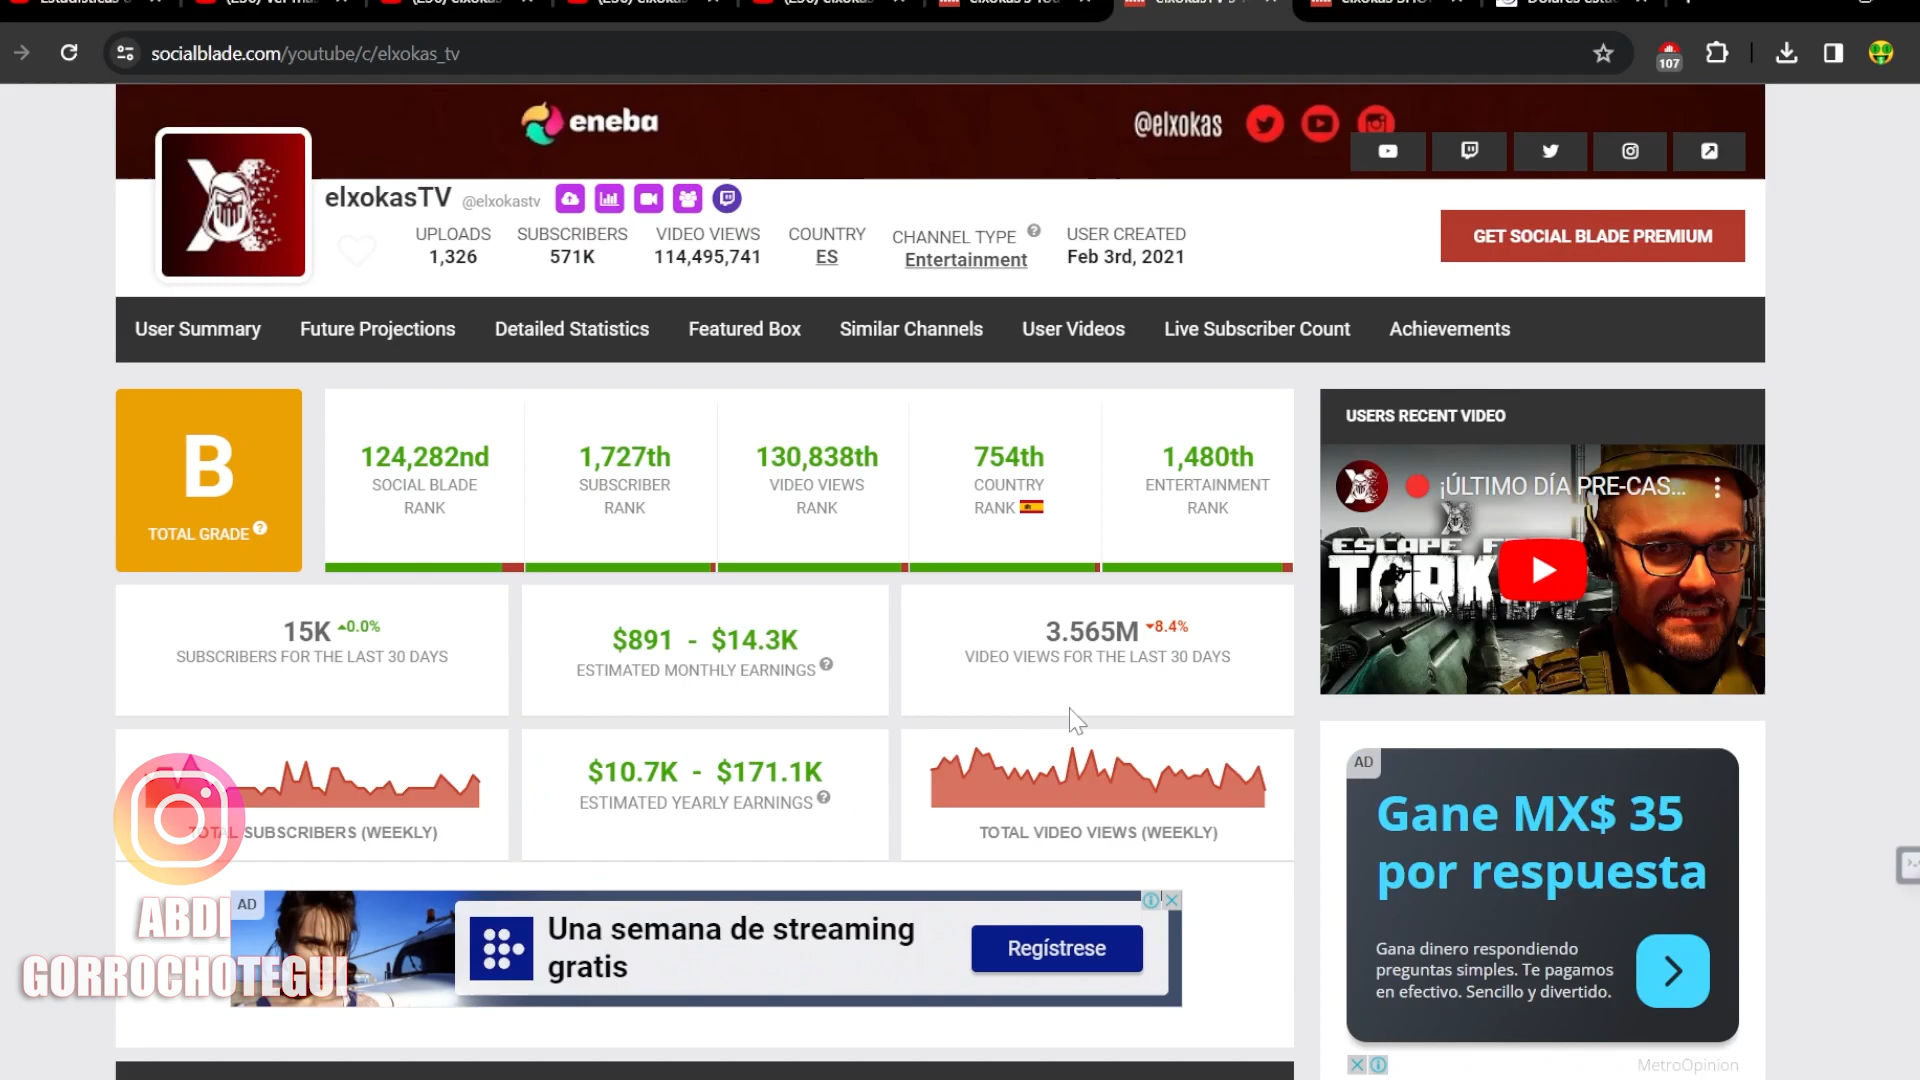 socialblade.com/youtube/c/elxokas_tv
107
eneba
@elxokas
elxokasTV @elxokastv
UPLOADS
1,326
SUBSCRIBERS
571K
VIDEO VIEWS
114,495,741
COUNTRY
ES
CHANNEL TYPE
Entertainment
USER CREATED
Feb 3rd, 2021
GET SOCIAL BLADE PREMIUM
User Summary
Future Projections
Detailed Statistics
Featured Box
Similar Channels
User Videos
Live Subscriber Count
Achievements
B
TOTAL GRADE
124,282nd
SOCIAL BLADE
RANK
1,727th
SUBSCRIBER
RANK
130,838th
VIDEO VIEWS
RANK
754th
COUNTRY
RANK
1,480th
ENTERTAINMENT
RANK
USERS RECENT VIDEO
¡ÚLTIMO DÍA PRE-CAS...
15K 0.0%
SUBSCRIBERS FOR THE LAST 30 DAYS
$891 - $14.3K
ESTIMATED MONTHLY EARNINGS
3.565M 8.4%
VIDEO VIEWS FOR THE LAST 30 DAYS
TOTAL SUBSCRIBERS (WEEKLY)
$10.7K - $171.1K
ESTIMATED YEARLY EARNINGS
TOTAL VIDEO VIEWS (WEEKLY)
ABDI
GORROCHOTEGUI
AD
Una semana de streaming
gratis
Regístrese
AD
Gane MX$ 35
por respuesta
Gana dinero respondiendo
preguntas simples. Te pagamos
en efectivo. Sencillo y divertido.
MetroOpinion